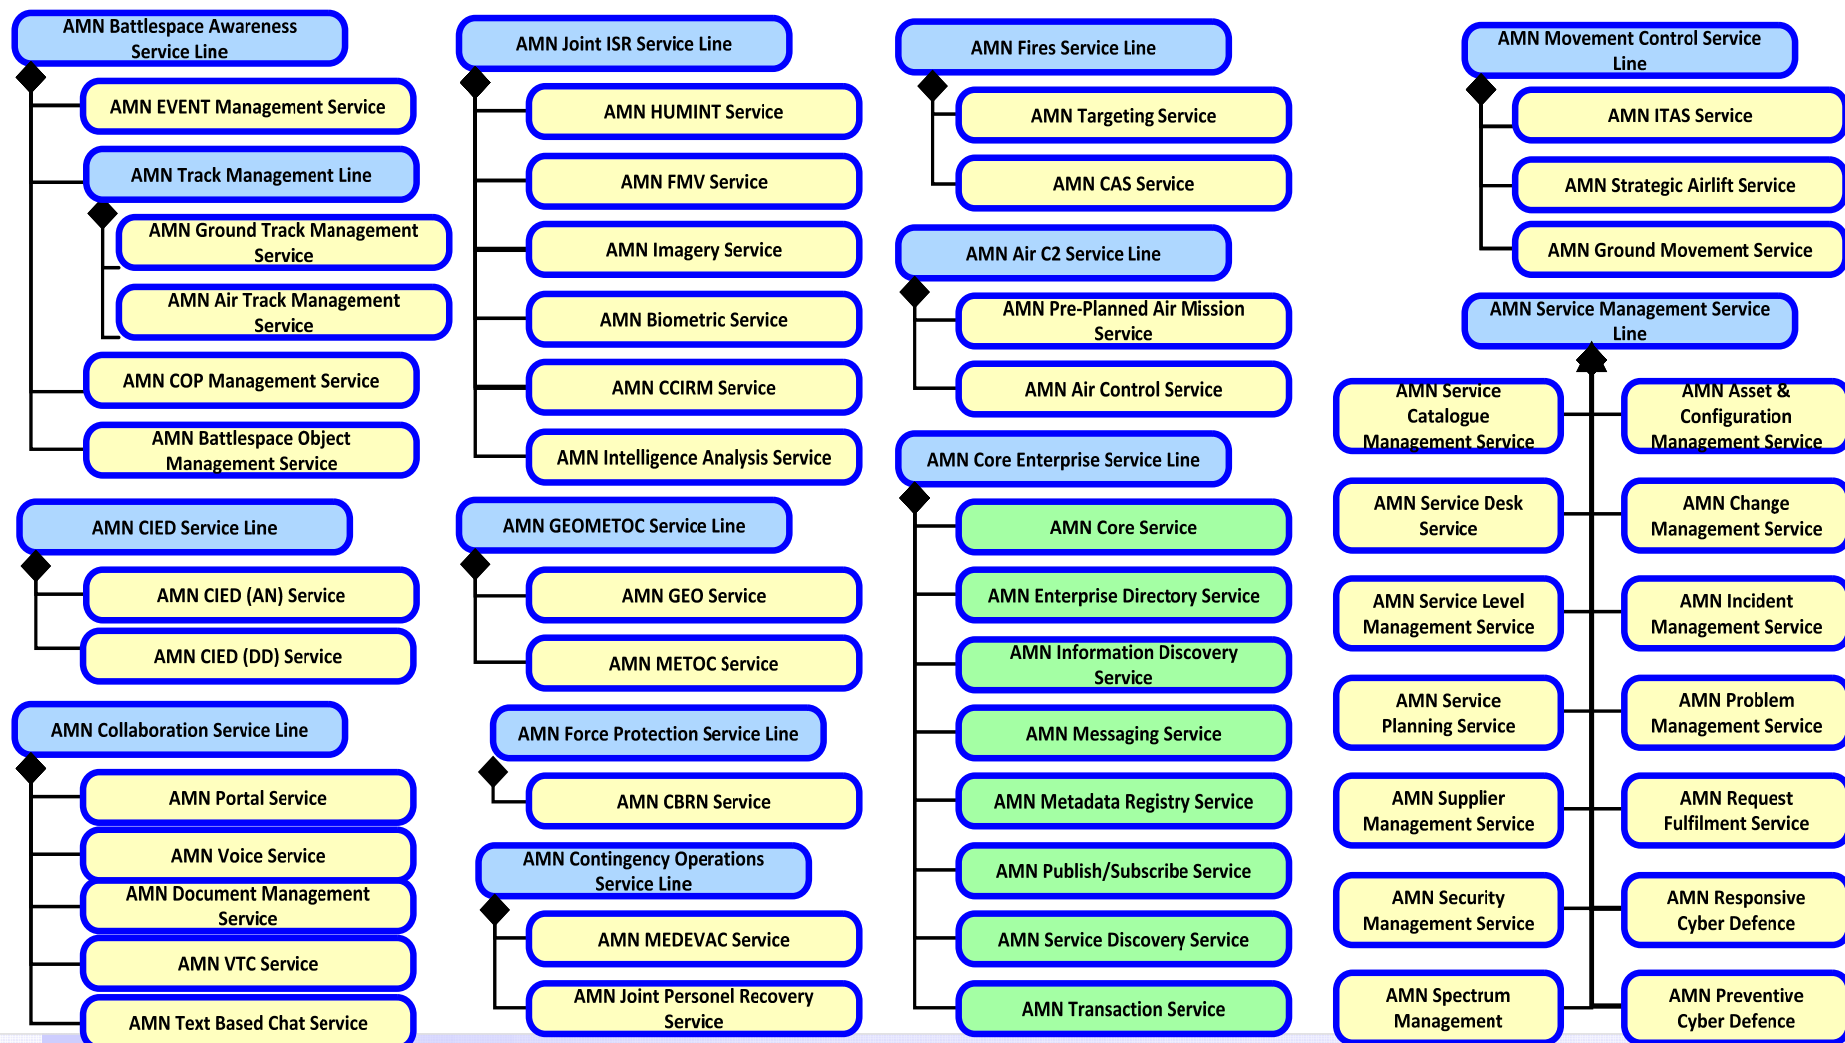 AMN Battlespace Awareness
Service Line
AMN EVENT Management Service
AMN Track Management Line
AMN Ground Track Management
Service
AMN Air Track Management
Service
AMN COP Management Service
AMN Battlespace Object
Management Service
AMN CIED Service Line
AMN CIED (AN) Service
AMN CIED (DD) Service
AMN Collaboration Service Line
AMN Portal Service
AMN Voice Service
AMN Document Management
Service
AMN VTC Service
AMN Text Based Chat Service
AMN Joint ISR Service Line
AMN HUMINT Service
AMN FMV Service
AMN Imagery Service
AMN Biometric Service
AMN CCIRM Service
AMN Intelligence Analysis Service
AMN GEOMETOC Service Line
AMN GEO Service
AMN METOC Service
AMN Force Protection Service Line
AMN CBRN Service
AMN Contingency Operations
Service Line
AMN MEDEVAC Service
AMN Joint Personel Recovery
Service
AMN Fires Service Line
AMN Targeting Service
AMN CAS Service
AMN Air C2 Service Line
AMN Pre-Planned Air Mission
Service
AMN Air Control Service
AMN Core Enterprise Service Line
AMN Core Service
AMN Enterprise Directory Service
AMN Information Discovery
Service
AMN Messaging Service
AMN Metadata Registry Service
AMN Publish/Subscribe Service
AMN Service Discovery Service
AMN Transaction Service
AMN Movement Control Service
Line
AMN ITAS Service
AMN Strategic Airlift Service
AMN Ground Movement Service
AMN Service Management Service
Line
AMN Service
Catalogue
Management Service
AMN Service Desk
Service
AMN Service Level
Management Service
AMN Service
Planning Service
AMN Supplier
Management Service
AMN Security
Management Service
AMN Spectrum
Management
AMN Asset &
Configuration
Management Service
AMN Change
Management Service
AMN Incident
Management Service
AMN Problem
Management Service
AMN Request
Fulfilment Service
AMN Responsive
Cyber Defence
AMN Preventive
Cyber Defence